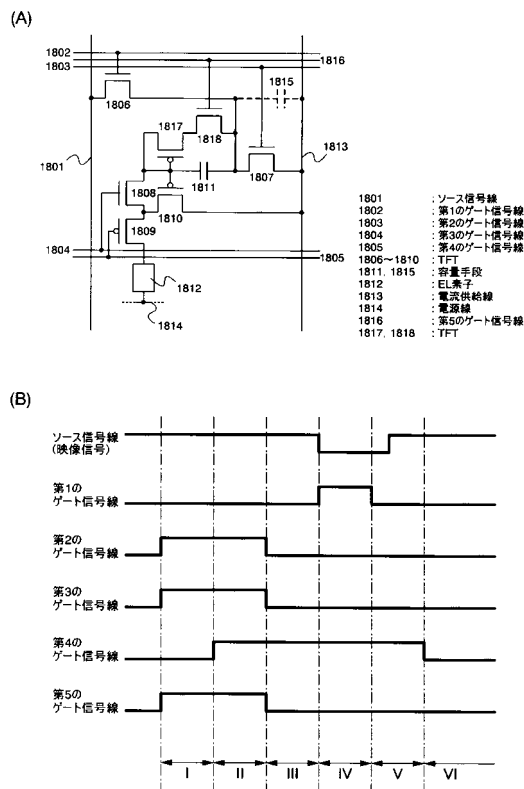 (A)
1802
1803
1816
1815
1806
1817
1818
1813
1801
1811
1807
1808
1810
1809
1804
1805
1812
1814
1801 : ソース信号線
1802 : 第1のゲート信号線
1803 : 第2のゲート信号線
1804 : 第3のゲート信号線
1805 : 第4のゲート信号線
1806～1810 : TFT
1811, 1815 : 容量手段
1812 : EL素子
1813 : 電流供給線
1814 : 電源線
1816 : 第5のゲート信号線
1817, 1818 : TFT
(B)
ソース信号線
(映像信号)
第1の
ゲート信号線
第2の
ゲート信号線
第3の
ゲート信号線
第4の
ゲート信号線
第5の
ゲート信号線
I II III IV V VI